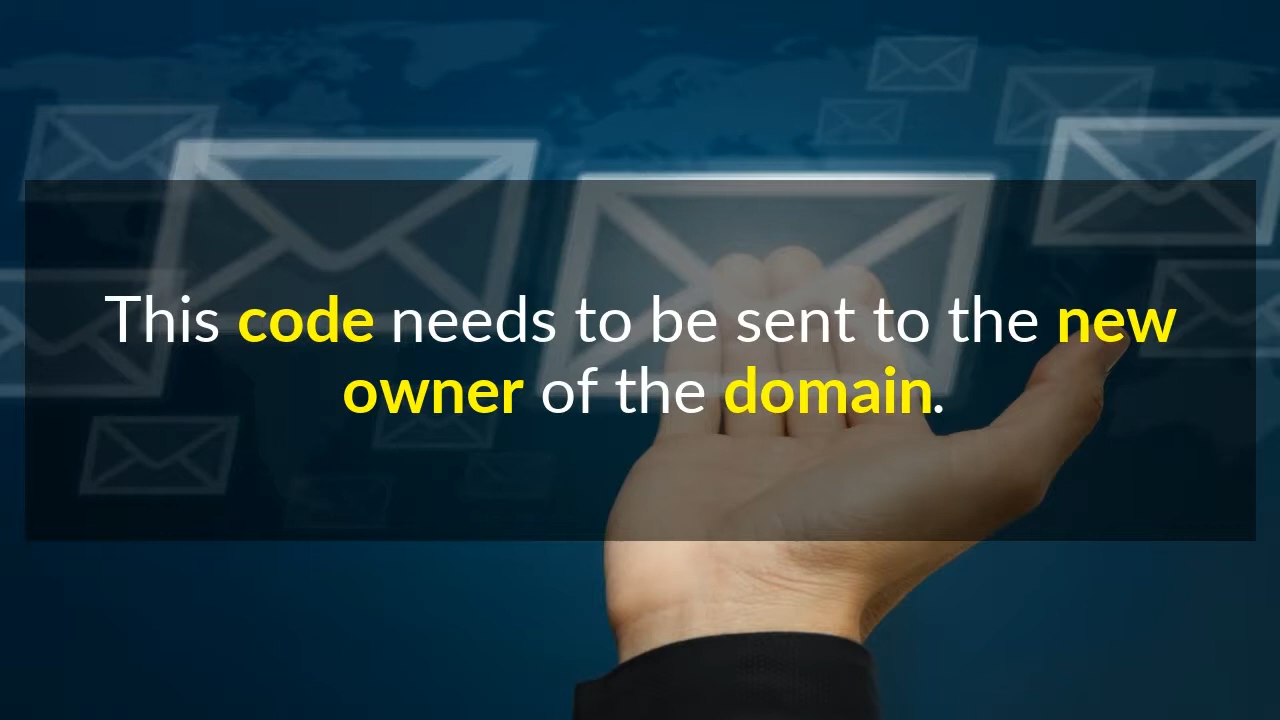 This code needs to be sent to the new
owner of the domain.